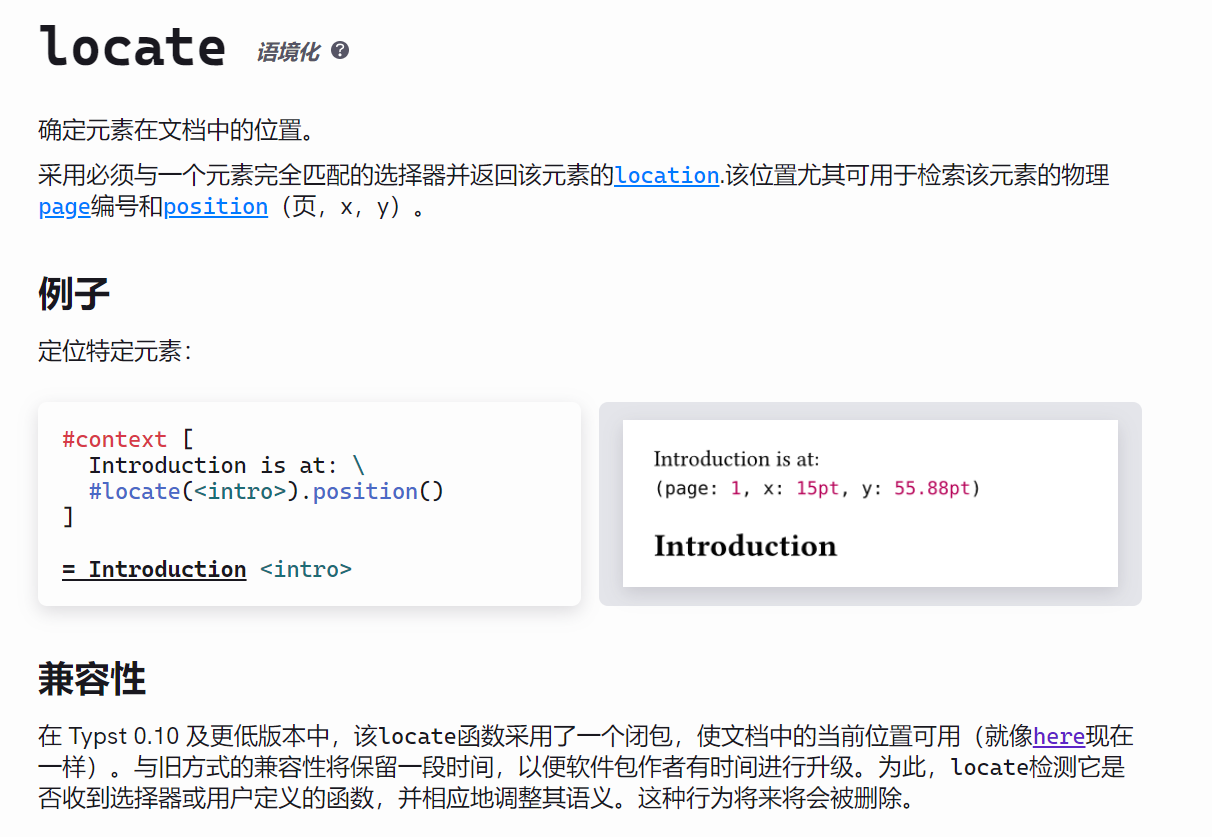 locate 语境化 ?
确定元素在文档中的位置。
采用必须与一个元素完全匹配的选择器并返回该元素的location.该位置尤其可用于检索该元素的物理
page编号和position（页，x，y）。
例子
定位特定元素：
#context [
  Introduction is at: \
  #locate(<intro>).position()
]
= Introduction <intro>
Introduction is at:
(page: 1, x: 15pt, y: 55.88pt)
Introduction
兼容性
在 Typst 0.10 及更低版本中，该locate函数采用了一个闭包，使文档中的当前位置可用（就像here现在
一样）。与旧方式的兼容性将保留一段时间，以便软件包作者有时间进行升级。为此，locate检测它是
否收到选择器或用户定义的函数，并相应地调整其语义。这种行为将来将会被删除。